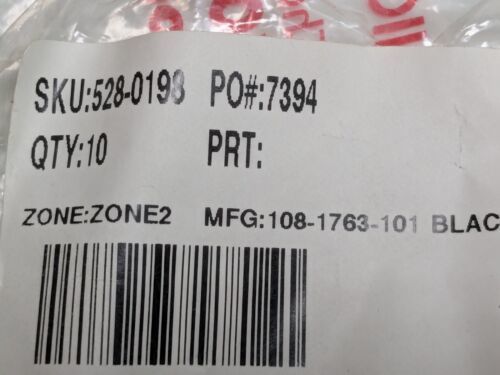 SKU:528-0198 PO#:7394
QTY:10 PRT:
ZONE:ZONE2 MFG:108-1763-101 BLAC